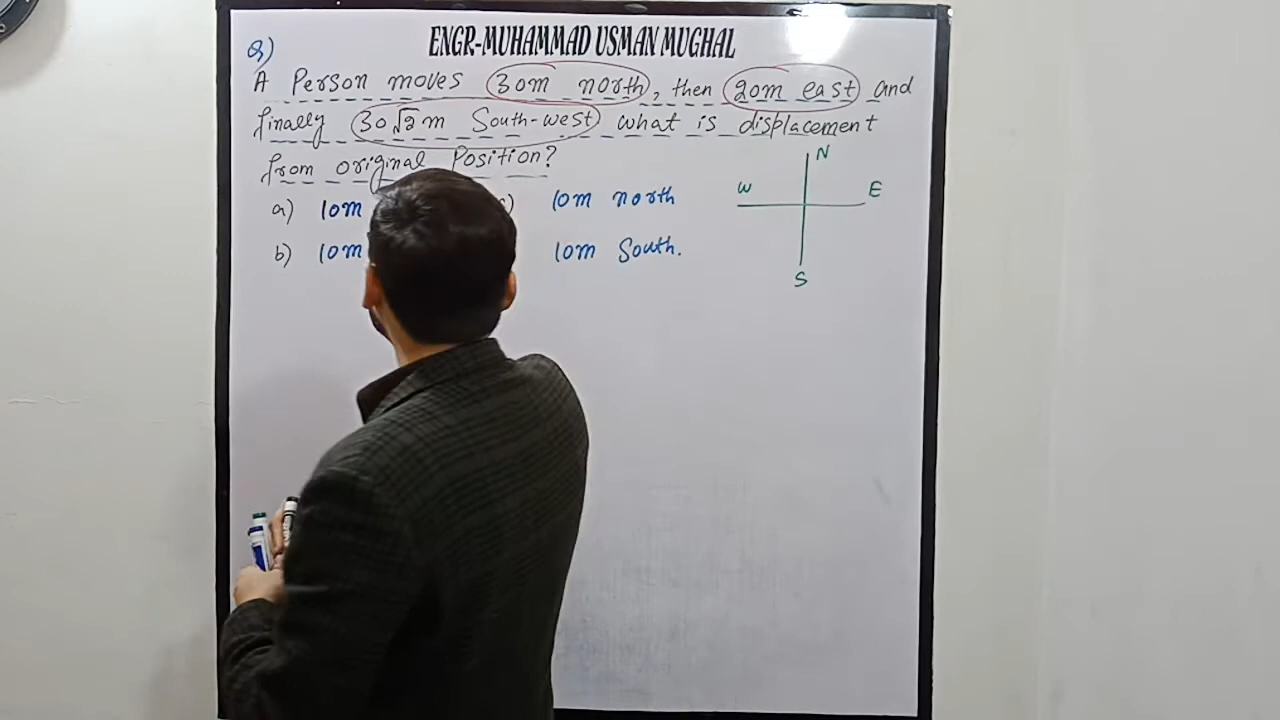 ENGR-MUHAMMAD USMAN MUGHAL
Q)
A Person moves 30m north, then 20m east and
finally 30√2 m South-west what is displacement
from original Position?
a) 10m ) 10m north
b) 10m 10m South.
N
W E
S